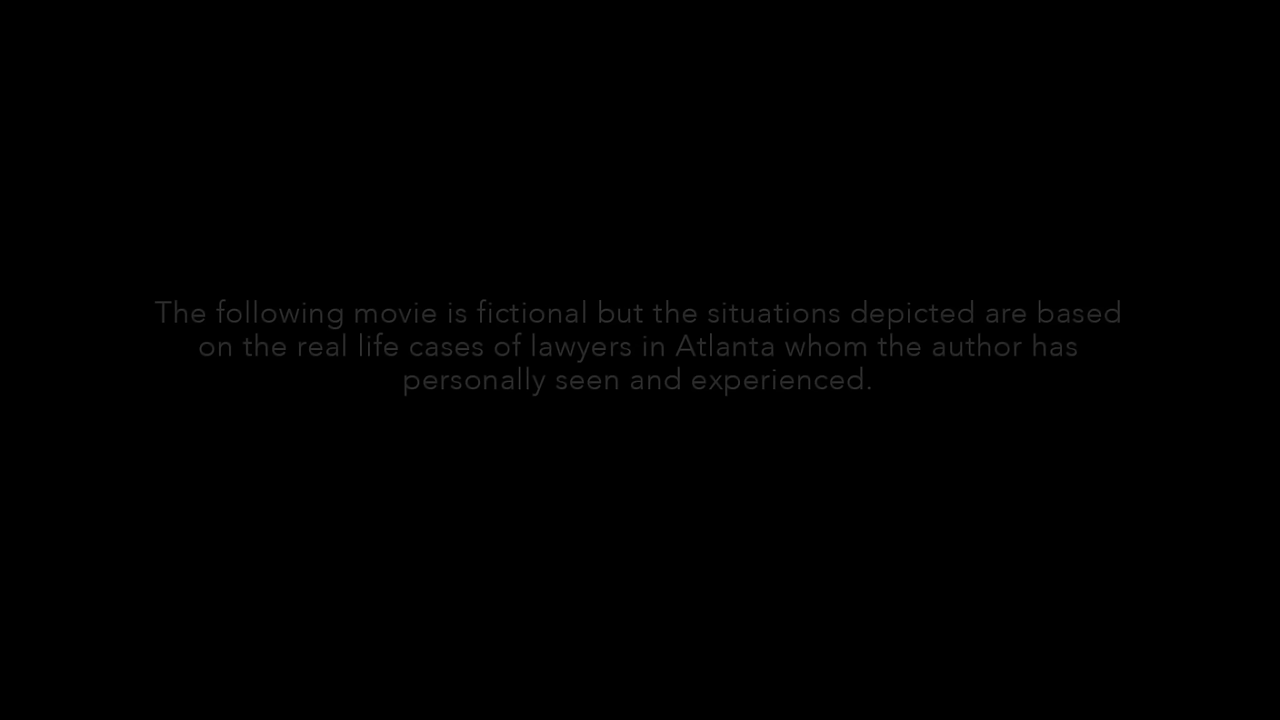 The following movie is fictional but the situations depicted are based
on the real life cases of lawyers in Atlanta whom the author has
personally seen and experienced.